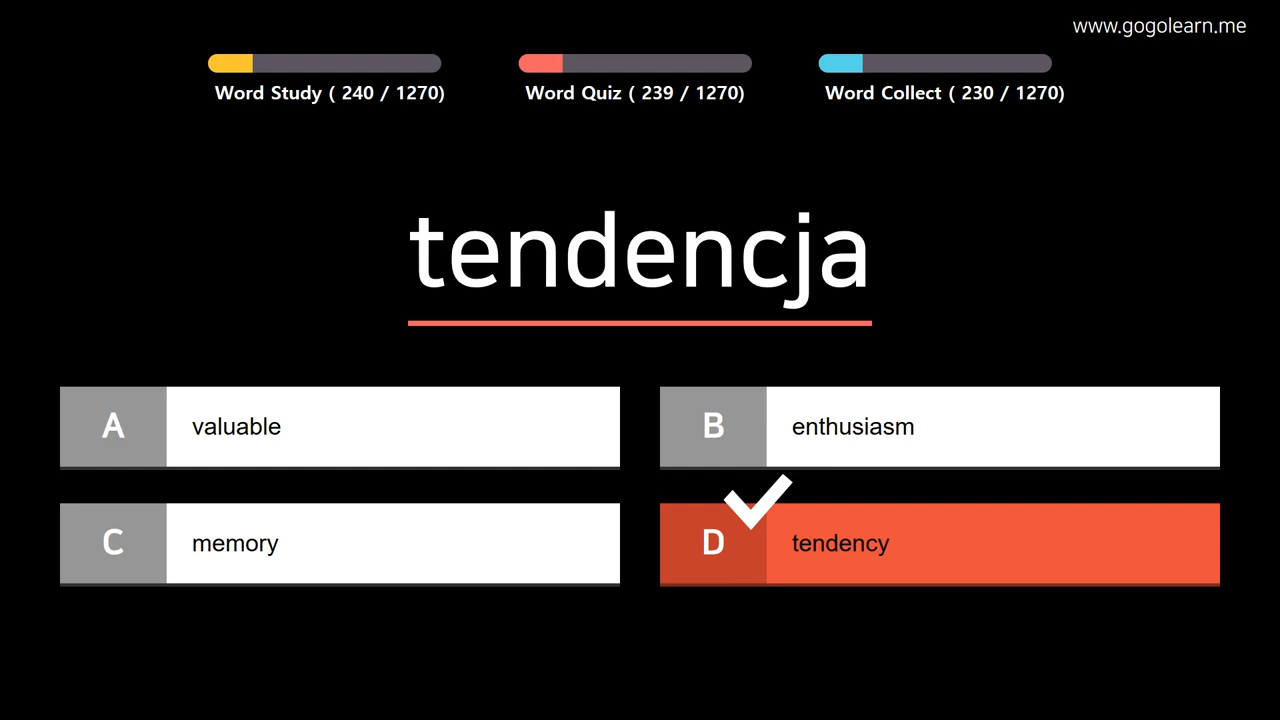 www.gogolearn.me
Word Study ( 240 / 1270)
Word Quiz ( 239 / 1270)
Word Collect ( 230 / 1270)
tendencja
A valuable
B enthusiasm
C memory
D tendency